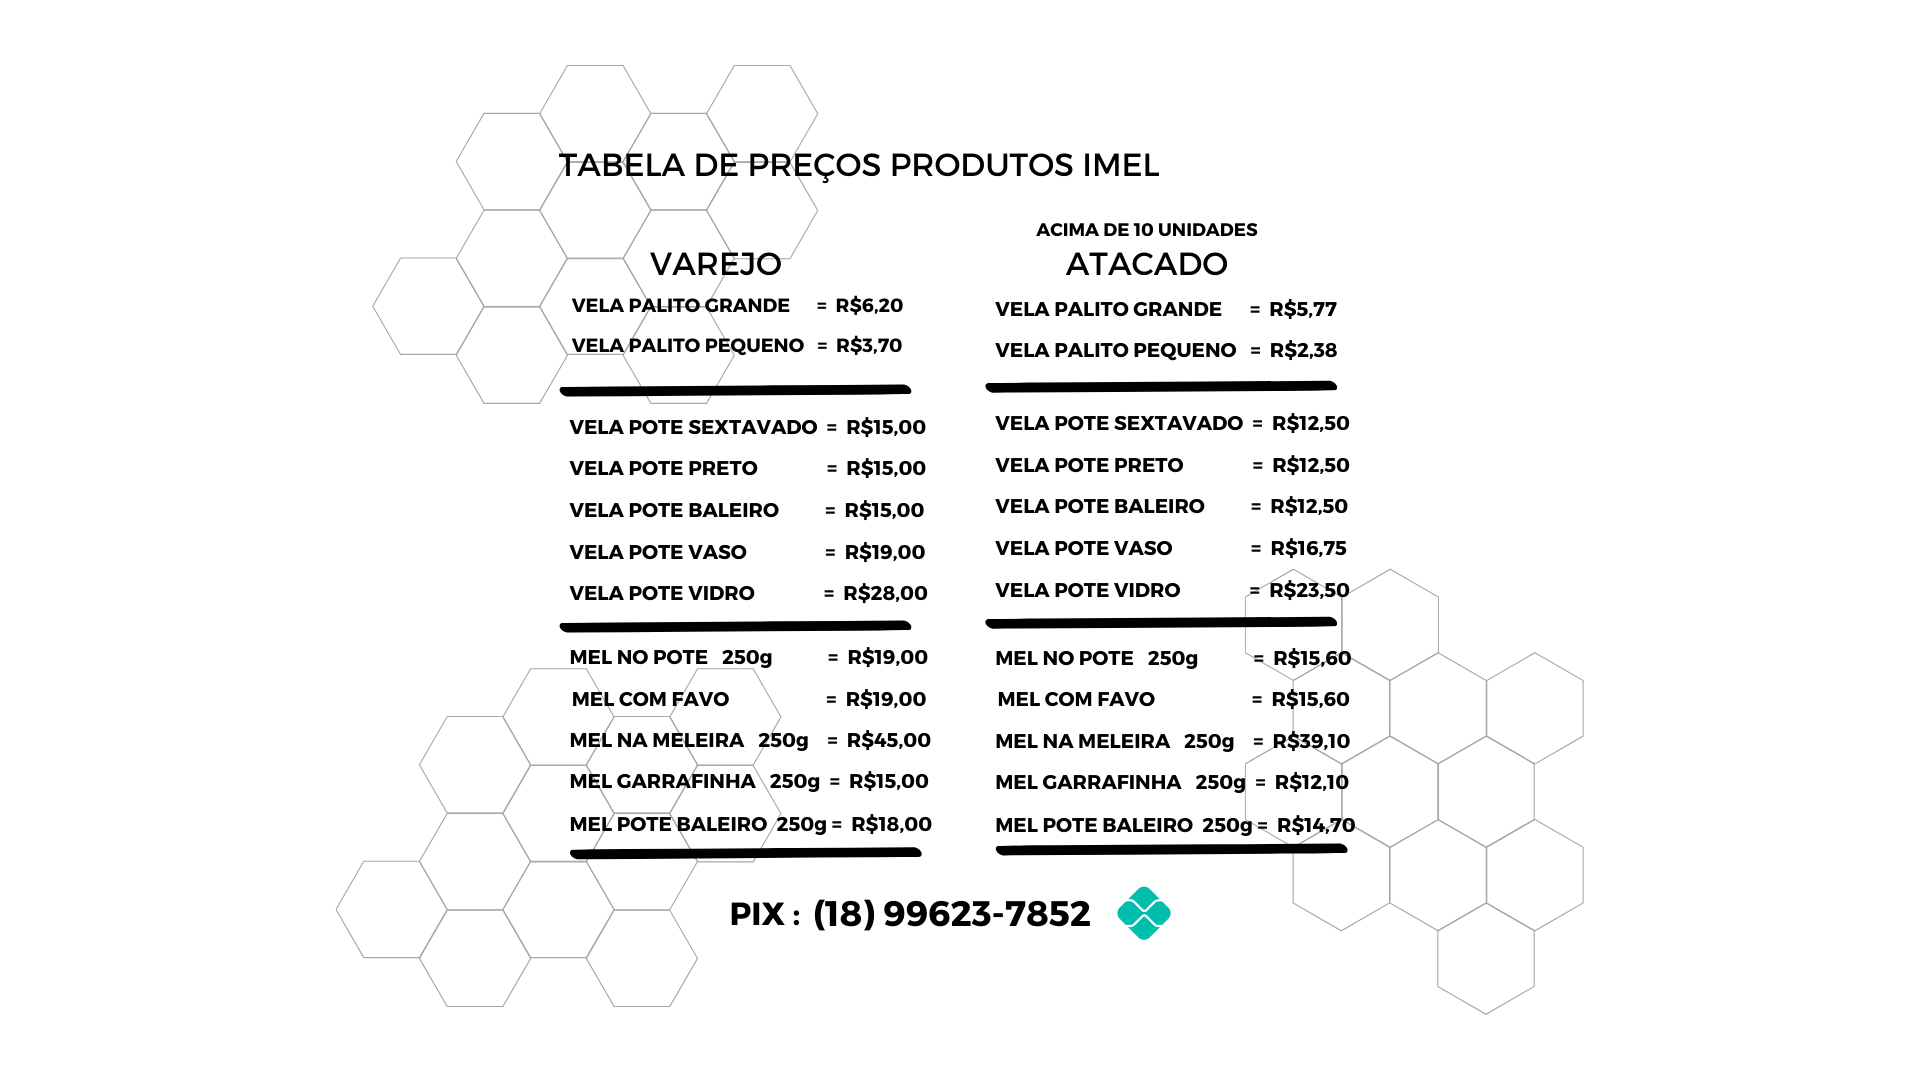 TABELA DE PREÇOS PRODUTOS IMEL
VAREJO
VELA PALITO GRANDE = R$6,20
VELA PALITO PEQUENO = R$3,70
VELA POTE SEXTAVADO = R$15,00
VELA POTE PRETO = R$15,00
VELA POTE BALEIRO = R$15,00
VELA POTE VASO = R$19,00
VELA POTE VIDRO = R$28,00
MEL NO POTE 250g = R$19,00
MEL COM FAVO = R$19,00
MEL NA MELEIRA 250g = R$45,00
MEL GARRAFINHA 250g = R$15,00
MEL POTE BALEIRO 250g = R$18,00
ACIMA DE 10 UNIDADES
ATACADO
VELA PALITO GRANDE = R$5,77
VELA PALITO PEQUENO = R$2,38
VELA POTE SEXTAVADO = R$12,50
VELA POTE PRETO = R$12,50
VELA POTE BALEIRO = R$12,50
VELA POTE VASO = R$16,75
VELA POTE VIDRO = R$23,50
MEL NO POTE 250g = R$15,60
MEL COM FAVO = R$15,60
MEL NA MELEIRA 250g = R$39,10
MEL GARRAFINHA 250g = R$12,10
MEL POTE BALEIRO 250g = R$14,70
PIX : (18) 99623-7852